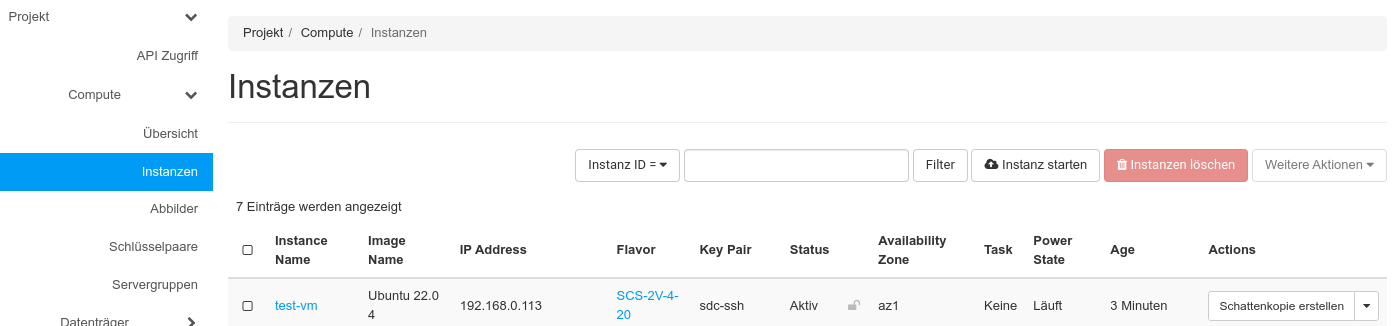 Projekt
API Zugriff
Compute
Übersicht
Instanzen
Abbilder
Schlüsselpaare
Servergruppen
Datenträger
Projekt / Compute / Instanzen
Instanzen
Instanz ID = Filter Instanz starten Instanzen löschen Weitere Aktionen
7 Einträge werden angezeigt
Instance Name Image Name IP Address Flavor Key Pair Status Availability Zone Task Power State Age Actions
test-vm Ubuntu 22.04 192.168.0.113 SCS-2V-4-20 sdc-ssh Aktiv az1 Keine Läuft 3 Minuten Schattenkopie erstellen